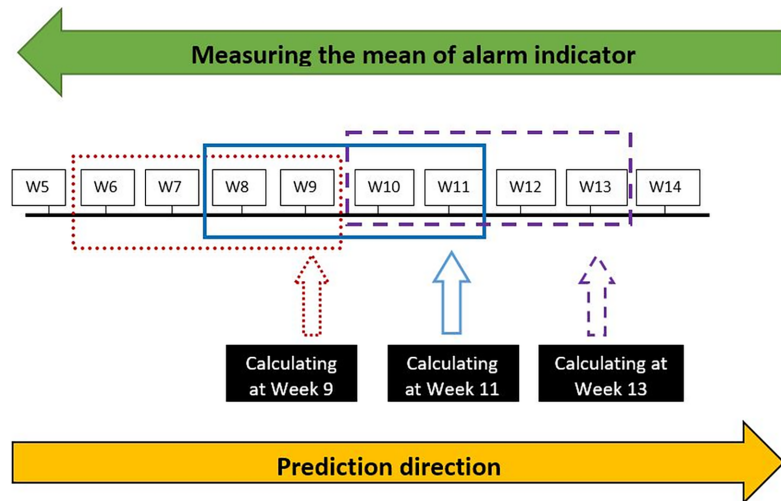 Measuring the mean of alarm indicator
W5 W6 W7 W8 W9 W10 W11 W12 W13 W14
Calculating
at Week 9
Calculating
at Week 11
Calculating at
Week 13
Prediction direction